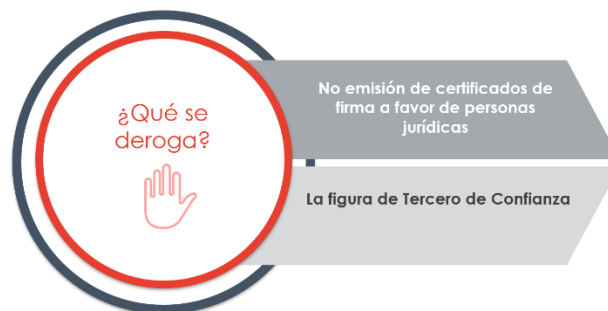 ¿Qué se
deroga?
No emisión de certificados de
firma a favor de personas
jurídicas
La figura de Tercero de Confianza